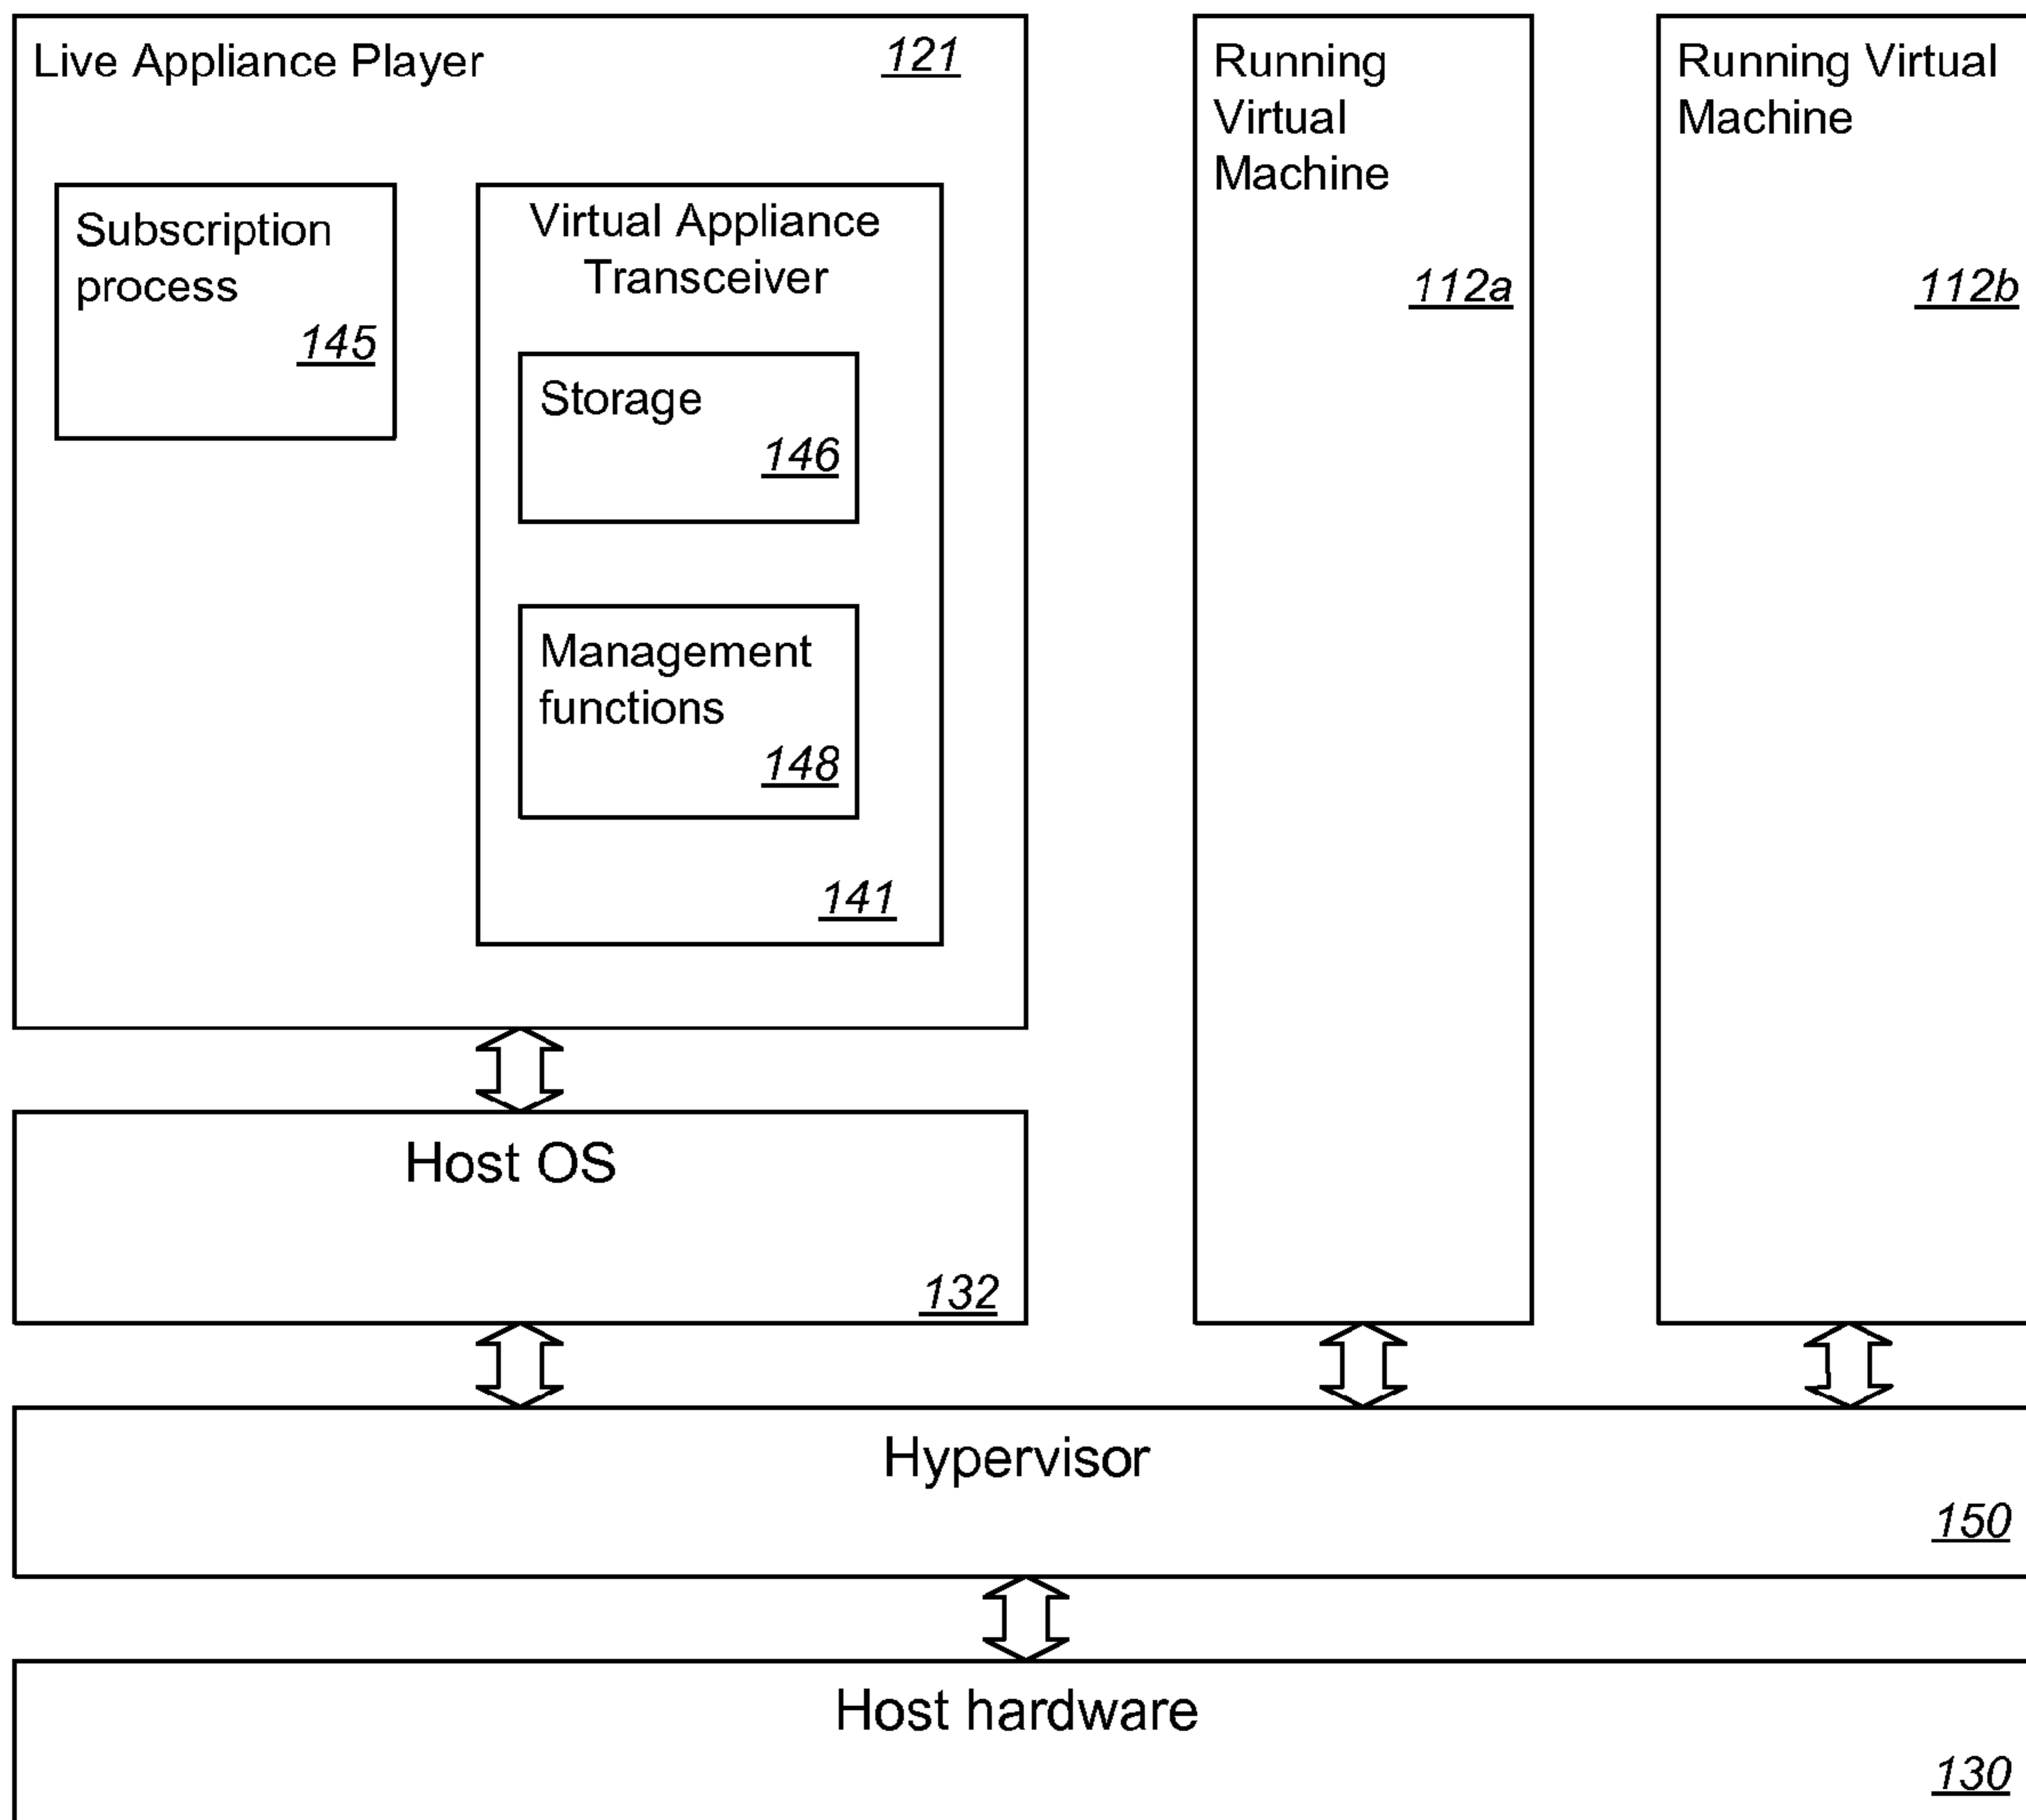 Live Appliance Player
121
Subscription
process
145
Virtual Appliance
Transceiver
Storage
146
Management
functions
148
141
Running
Virtual
Machine
112a
Running Virtual
Machine
112b
Host OS
132
Hypervisor
150
Host hardware
130